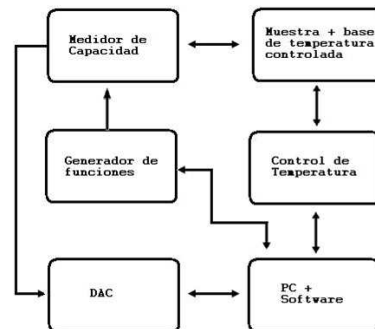 Medidor de
Capacidad
Muestra + base
de temperatura
controlada
Generador de
funciones
Control de
Temperatura
DAC
PC +
Software